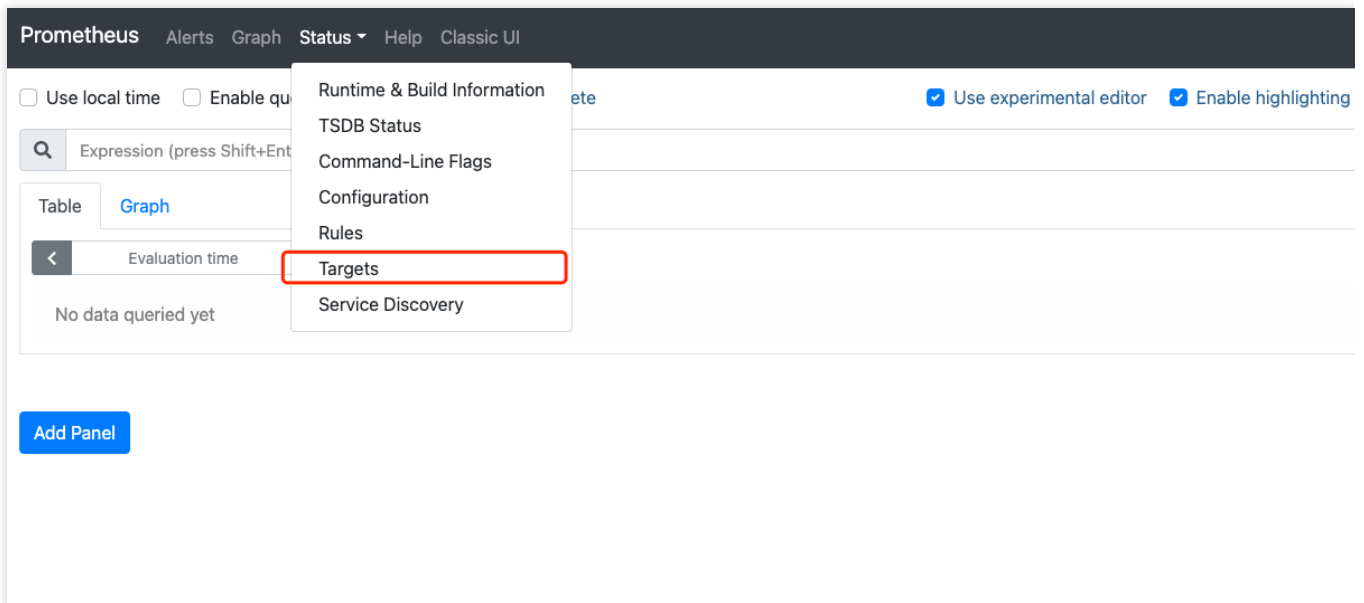 Prometheus Alerts Graph Status Help Classic UI
Use local time Enable qu ete Use experimental editor Enable highlighting
Runtime & Build Information
TSDB Status
Expression (press Shift+Ent
Command-Line Flags
Configuration
Table Graph
Rules
Evaluation time
Targets
Service Discovery
No data queried yet
Add Panel